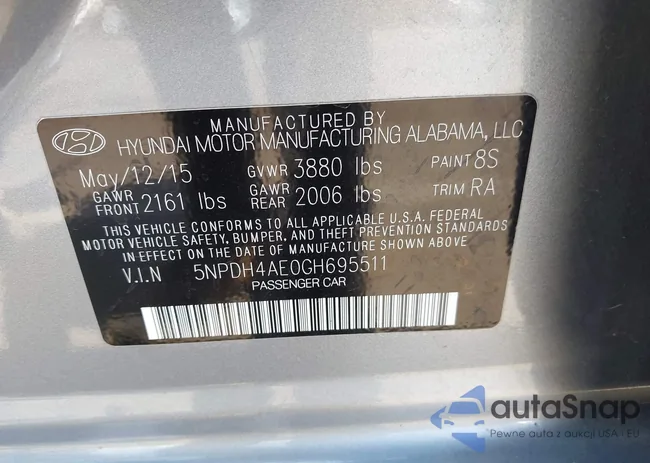 MANUFACTURED BY
HYUNDAI MOTOR MANUFACTURING ALABAMA, LLC
May/12/15 GVWR 3880 lbs PAINT 8S
GAWR FRONT 2161 lbs GAWR REAR 2006 lbs TRIM RA
THIS VEHICLE CONFORMS TO ALL APPLICABLE U.S.A. FEDERAL
MOTOR VEHICLE SAFETY, BUMPER, AND THEFT PREVENTION STANDARDS
IN EFFECT ON THE DATE OF MANUFACTURE SHOWN ABOVE.
V.I.N 5NPDH4AE0GH695511
PASSENGER CAR
autaSnap
Pewne auta z aukcji USA - EU